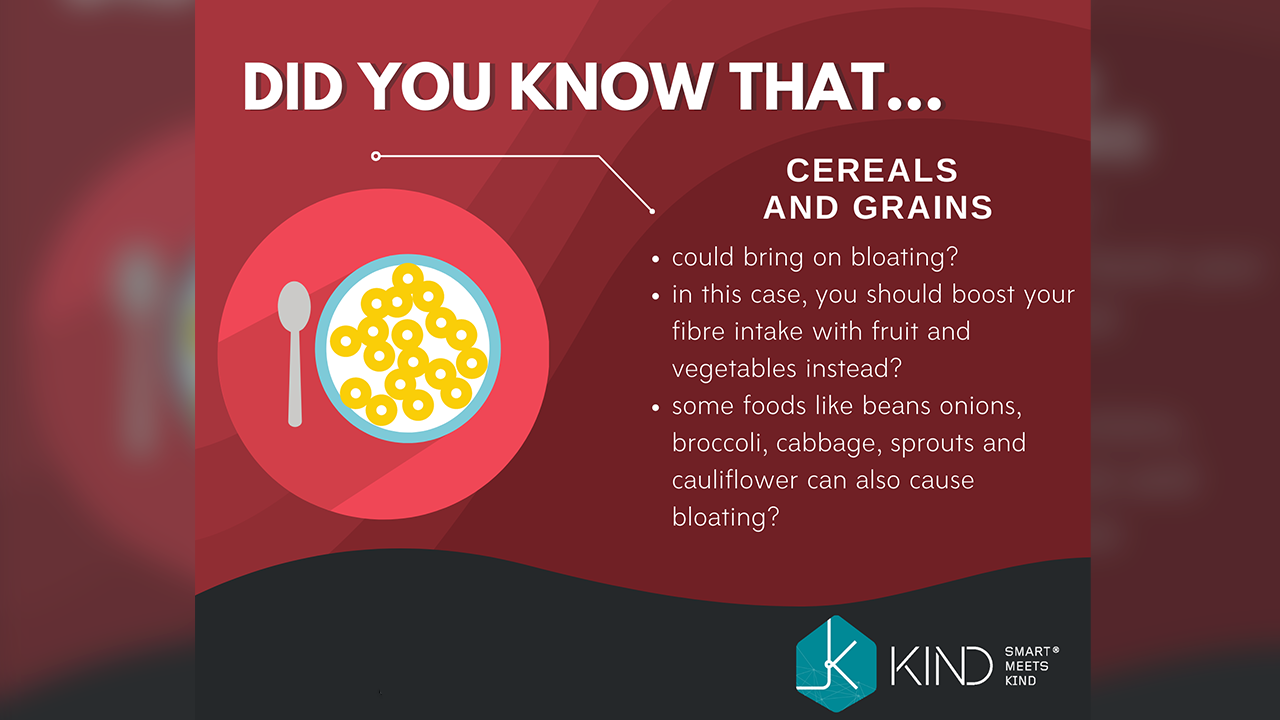 DID YOU KNOW THAT...
CEREALS
AND GRAINS
• could bring on bloating?
• in this case, you should boost your
fibre intake with fruit and
vegetables instead?
• some foods like beans onions,
broccoli, cabbage, sprouts and
cauliflower can also cause
bloating?
KIND
SMART®
MEETS
KIND